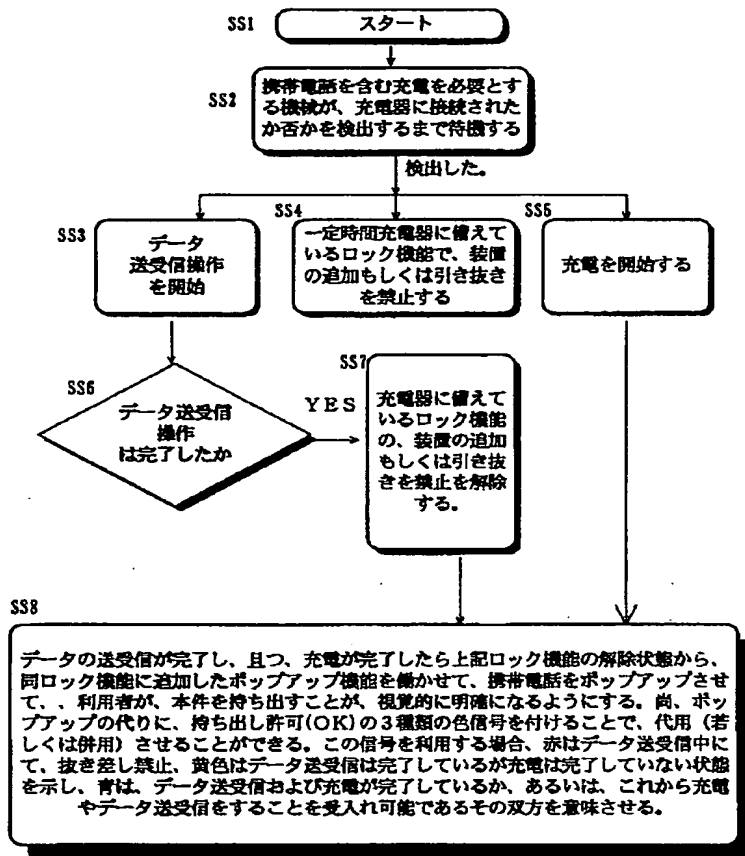 SS1
スタート
SS2
携帯電話を含む充電を必要とす
る機械が、充電器に接続された
か否かを検出するまで待機する
検出した。
SS3
データ
送受信操作
を開始
SS4
一定時間充電器に備えて
いるロック機能で、装置
の追加もしくは引き抜き
を禁止する
SS5
充電を開始する
SS6
データ送受信
操作
は完了したか
YES
SS7
充電器に備えて
いるロック機能
の、装置の追加
もしくは引き抜
きを禁止を解除
する。
SS8
データの送受信が完了し、且つ、充電が完了したら上記ロック機能の解除状態から、
同ロック機能に追加したポップアップ機能を働かせて、携帯電話をポップアップさせ
て、、利用者が、本件を持ち出すことが、視覚的に明確になるようにする。尚、ポッ
プアップの代りに、持ち出し許可(OK)の3種類の色信号を付けることで、代用（若
しくは併用）させることができる。この信号を利用する場合、赤はデータ送受信中に
て、抜き差し禁止、黄色はデータ送受信は完了しているが充電は完了していない状態
を示し、青は、データ送受信および充電が完了しているか、あるいは、これから充電
やデータ送受信をすることを受入れ可能であるその双方を意味させる。